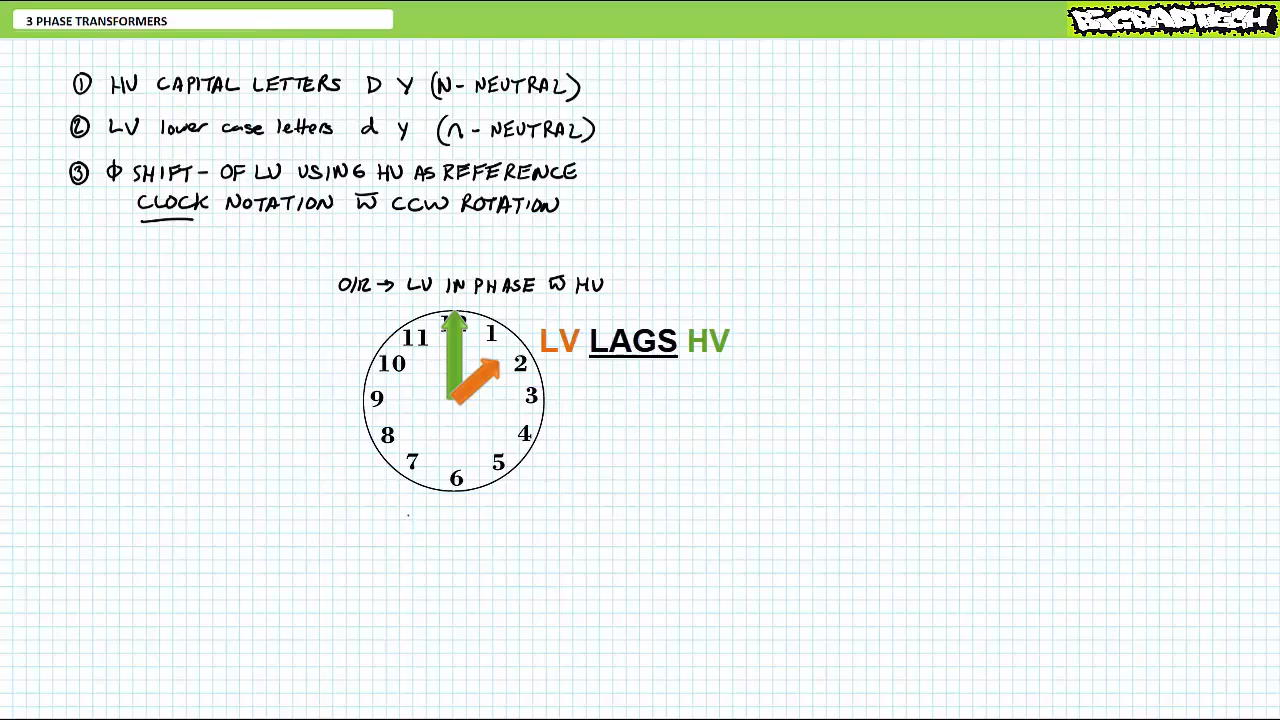 3 PHASE TRANSFORMERS
BIGBADTECH
① HV CAPITAL LETTERS D Y (N - NEUTRAL)
② LV lower case letters d y (n - NEUTRAL)
③ ϕ SHIFT - OF LV USING HV AS REFERENCE
CLOCK NOTATION w̅ CCW ROTATION
0/12 → LV IN PHASE w̅ HV
LV LAGS HV
12
11
1
10
2
9
3
8
4
7
5
6